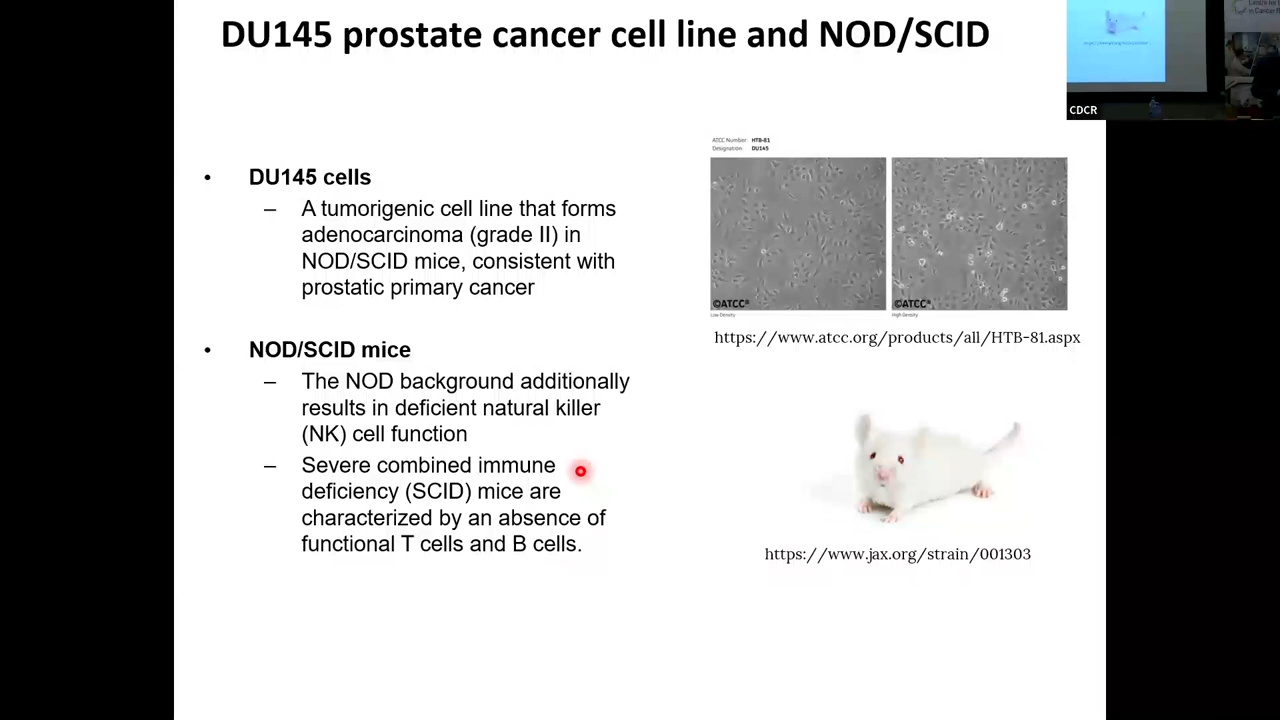 DU145 prostate cancer cell line and NOD/SCID
CDCR
ATCC Number: HTB-81
Designation: DU145
• DU145 cells
– A tumorigenic cell line that forms
adenocarcinoma (grade II) in
NOD/SCID mice, consistent with
prostatic primary cancer
©ATCC®
©ATCC®
Low Density
High Density
https://www.atcc.org/products/all/HTB-81.aspx
• NOD/SCID mice
– The NOD background additionally
results in deficient natural killer
(NK) cell function
– Severe combined immune
deficiency (SCID) mice are
characterized by an absence of
functional T cells and B cells.
https://www.jax.org/strain/001303